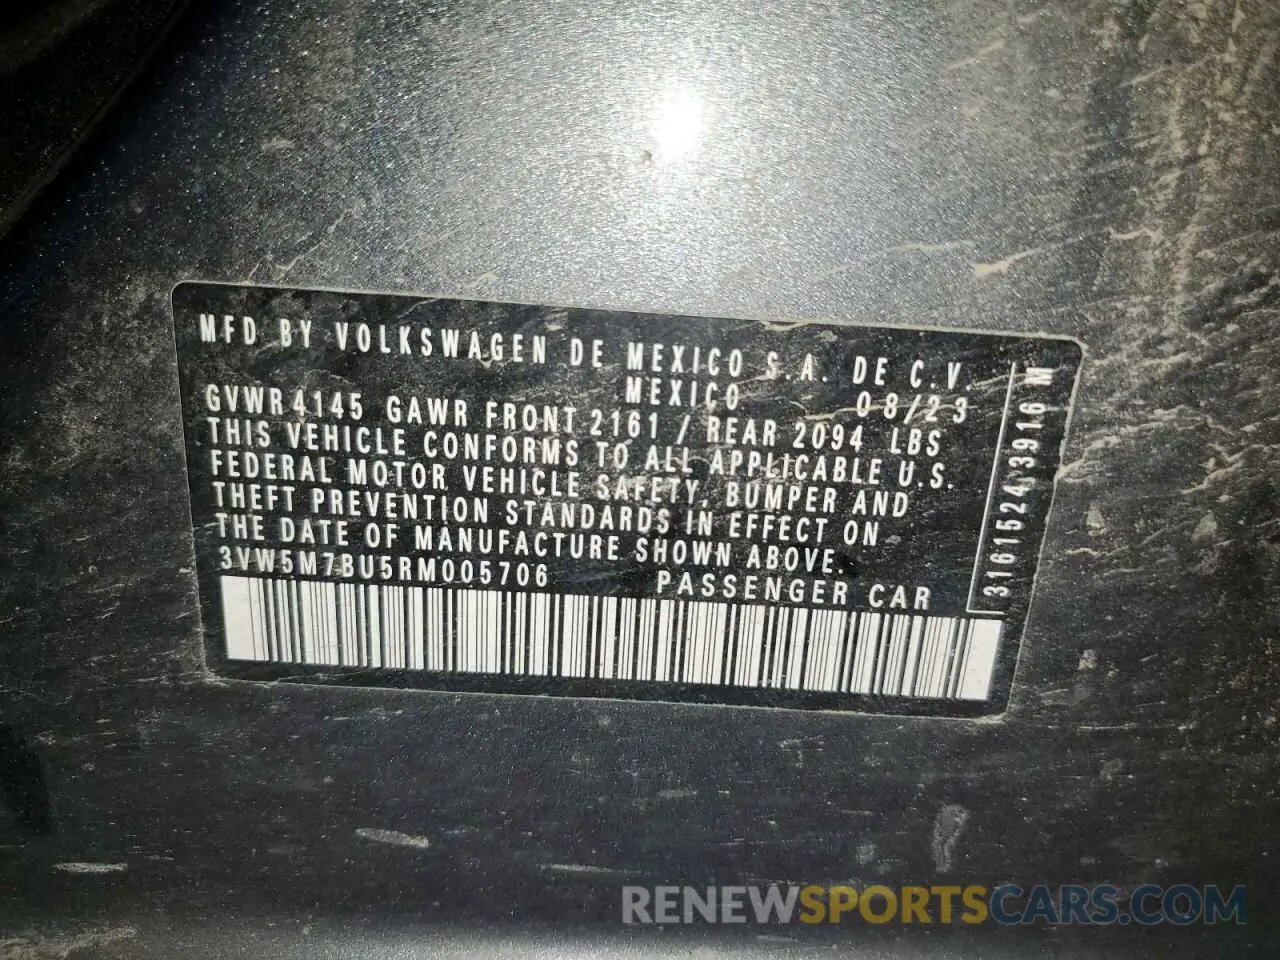 MFD BY VOLKSWAGEN DE MEXICO S.A. DE C.V.
MEXICO 08/23
GVWR 4145 GAWR FRONT 2161 / REAR 2094 LBS
THIS VEHICLE CONFORMS TO ALL APPLICABLE U.S.
FEDERAL MOTOR VEHICLE SAFETY, BUMPER AND
THEFT PREVENTION STANDARDS IN EFFECT ON
THE DATE OF MANUFACTURE SHOWN ABOVE.
3VW5M7BU5RM005706 PASSENGER CAR
316152433916 M
RENEWSPORTSCARS.COM